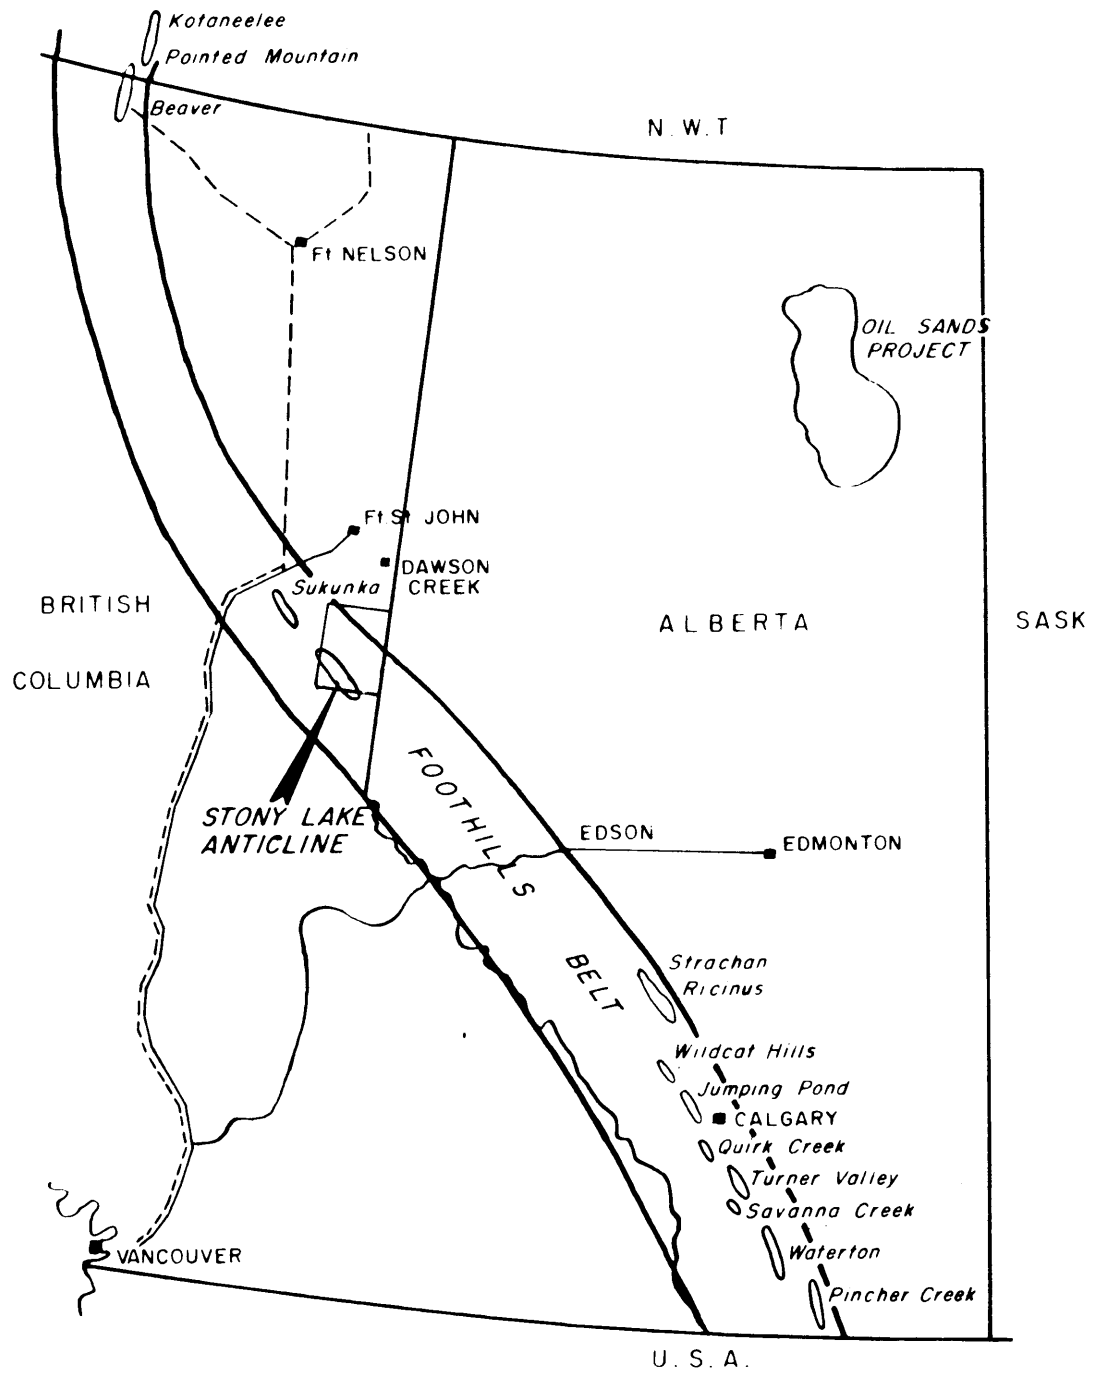 Kotaneelee
Pointed Mountain
Beaver
N.W.T
Ft NELSON
OIL SANDS
PROJECT
Ft. St JOHN
DAWSON
CREEK
Sukunka
BRITISH
COLUMBIA
ALBERTA
SASK
STONY LAKE
ANTICLINE
FOOTHILLS
BELT
EDSON
EDMONTON
Strachan
Ricinus
Wildcat Hills
Jumping Pond
CALGARY
Quirk Creek
Turner Valley
Savanna Creek
Waterton
Pincher Creek
VANCOUVER
U.S.A.